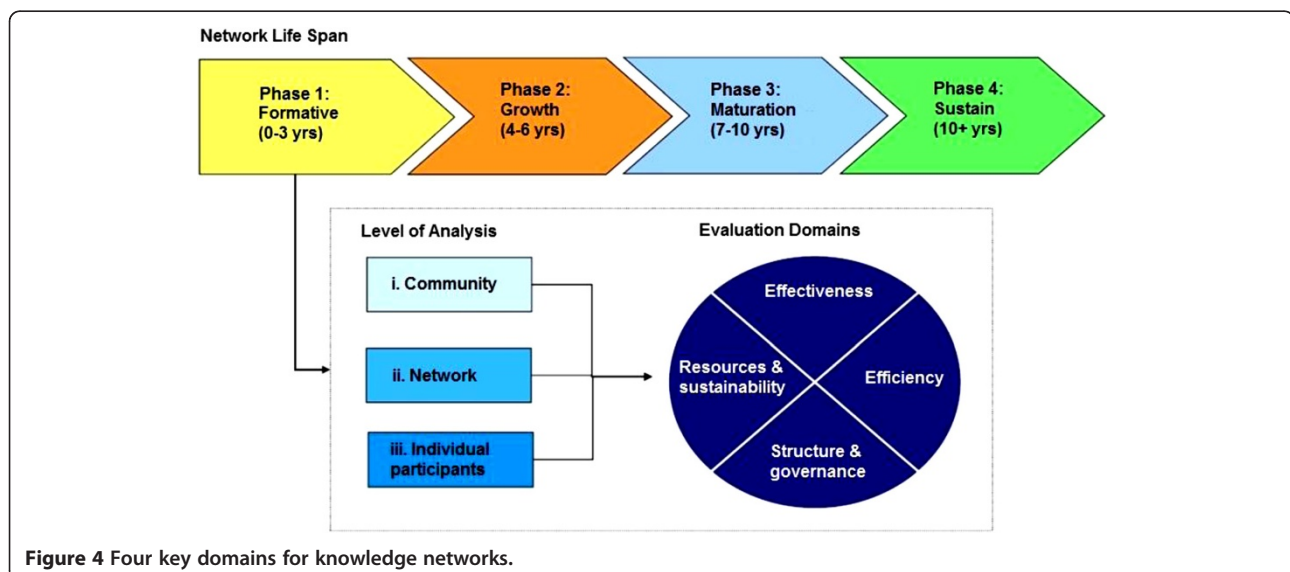 Network Life Span
Phase 1:
Formative
(0-3 yrs)
Phase 2:
Growth
(4-6 yrs)
Phase 3:
Maturation
(7-10 yrs)
Phase 4:
Sustain
(10+ yrs)
Level of Analysis
i. Community
ii. Network
iii. Individual
participants
Evaluation Domains
Effectiveness
Resources &
sustainability
Efficiency
Structure &
governance
Figure 4 Four key domains for knowledge networks.